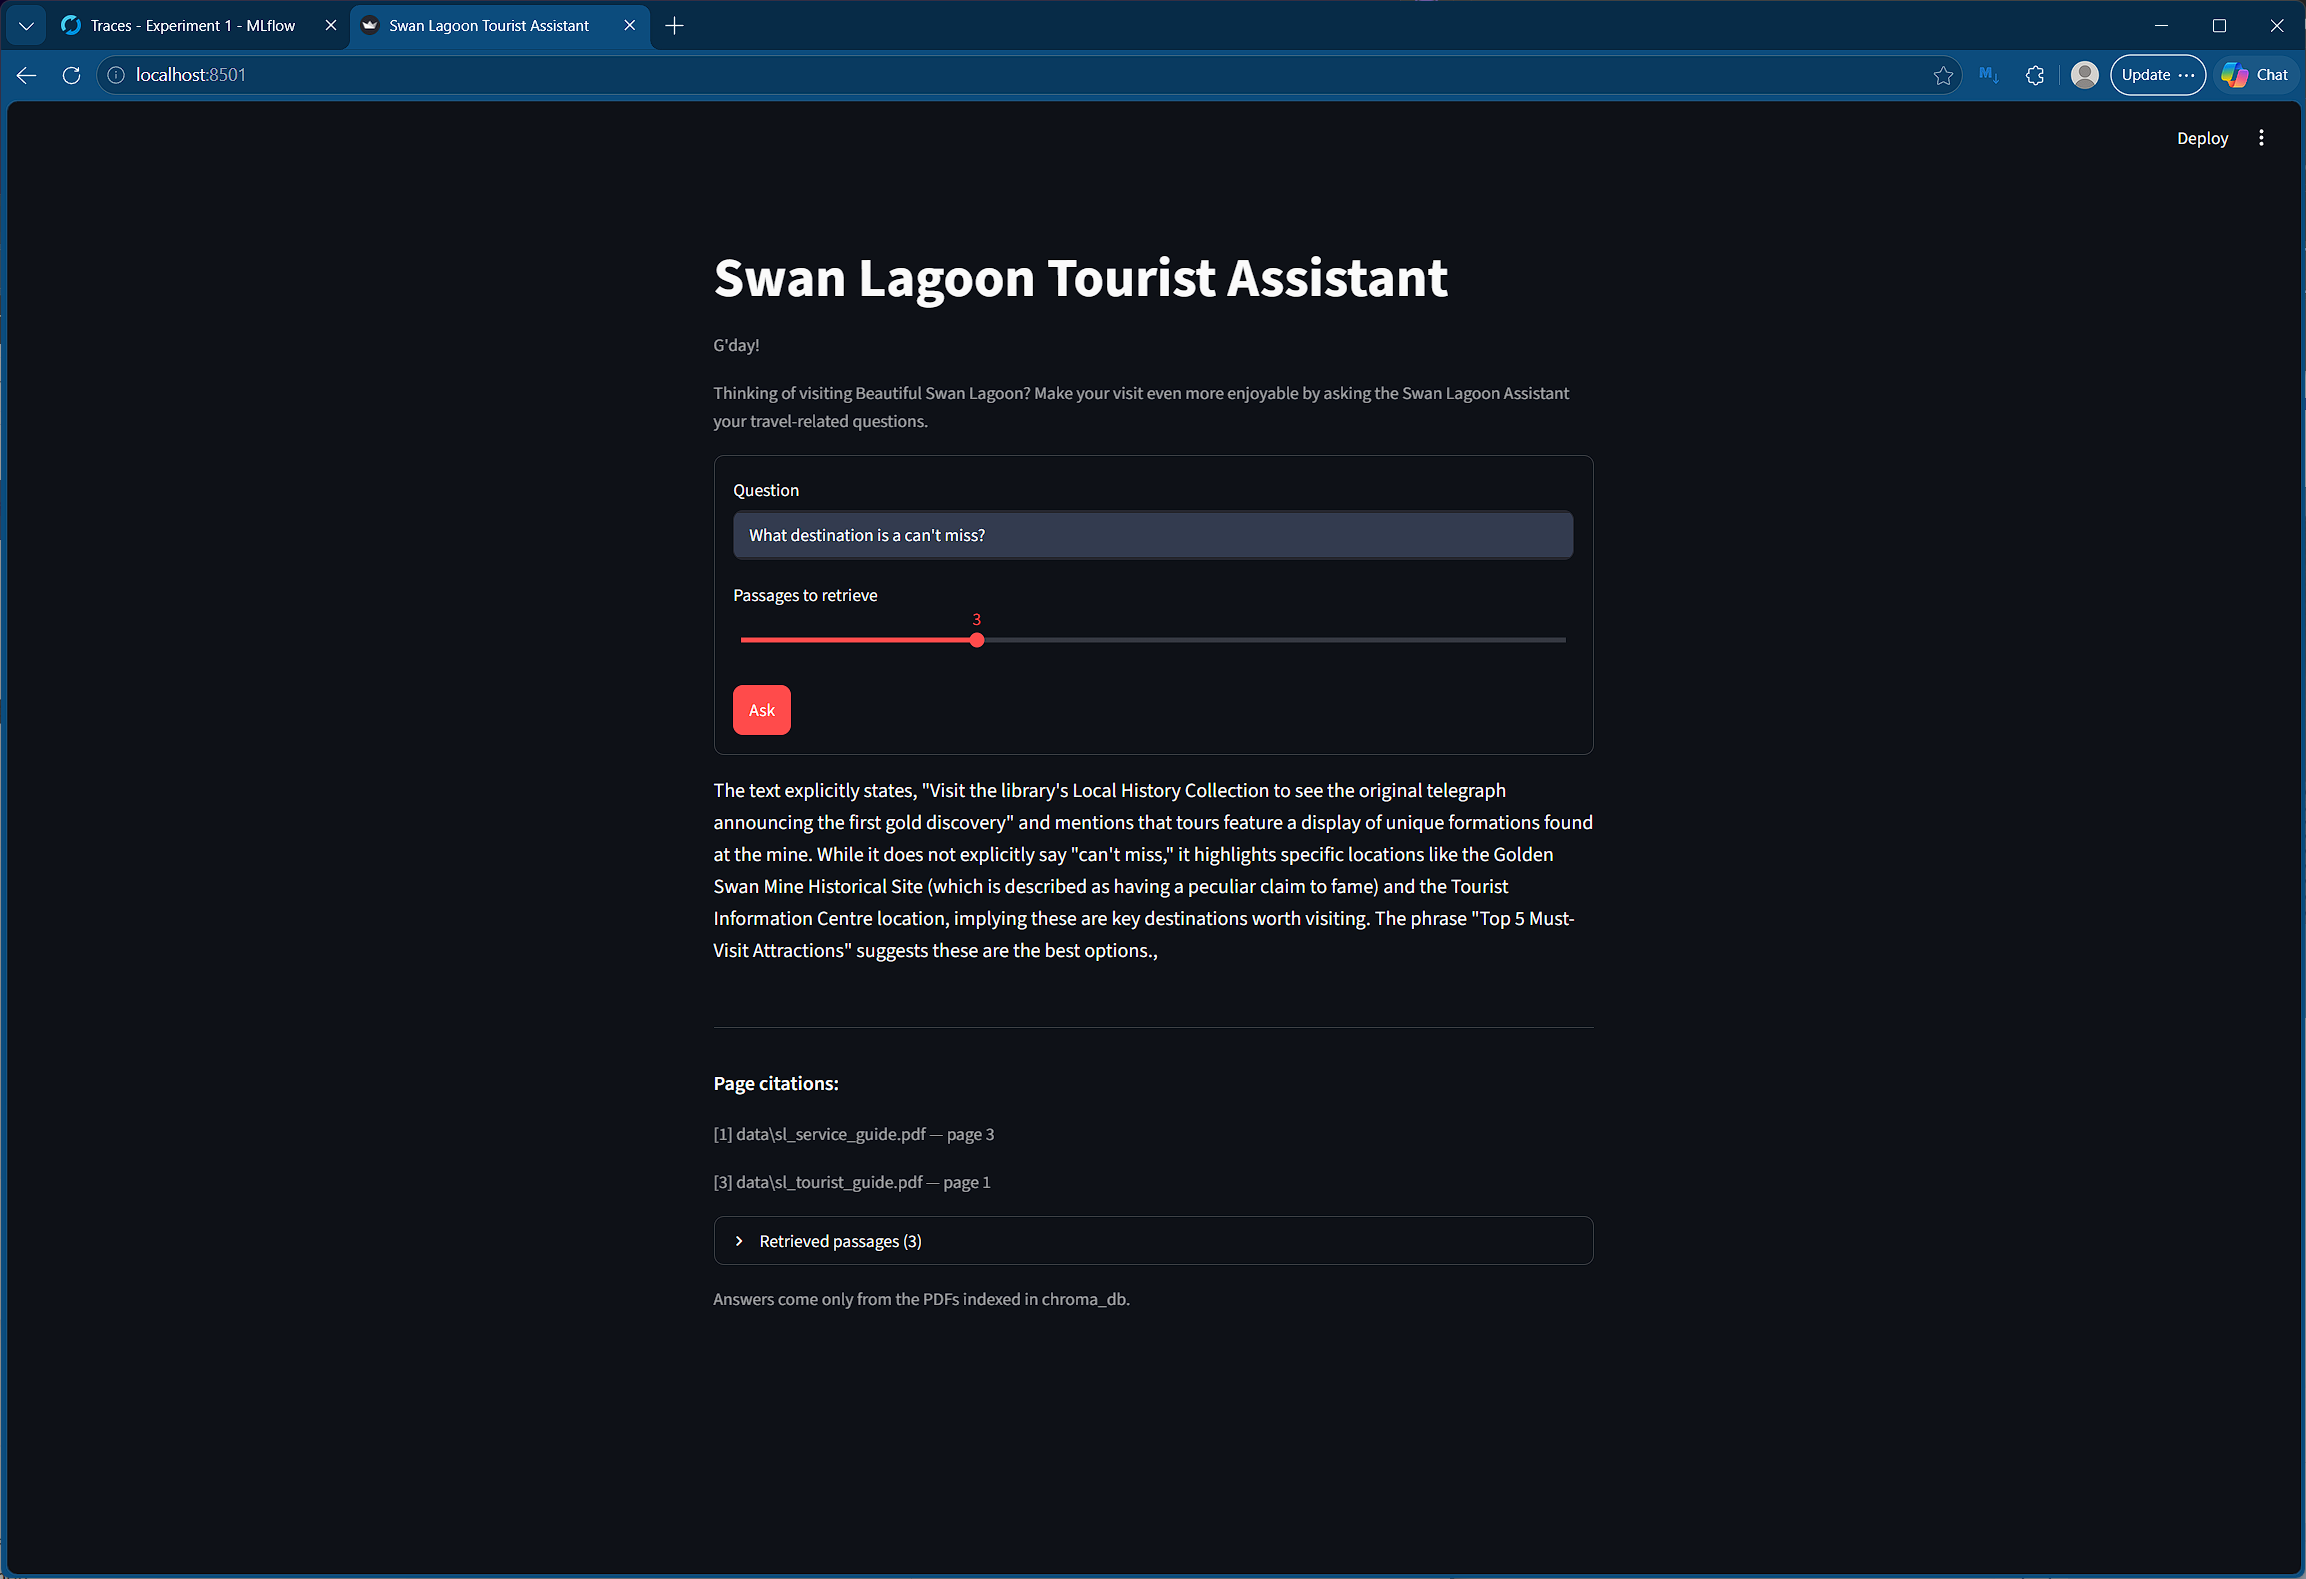 Traces - Experiment 1 - MLflow
Swan Lagoon Tourist Assistant
localhost:8501
M↓
Update
Chat
Deploy
Swan Lagoon Tourist Assistant
G'day!
Thinking of visiting Beautiful Swan Lagoon? Make your visit even more enjoyable by asking the Swan Lagoon Assistant
your travel-related questions.
Question
What destination is a can't miss?
Passages to retrieve
3
Ask
The text explicitly states, "Visit the library's Local History Collection to see the original telegraph
announcing the first gold discovery" and mentions that tours feature a display of unique formations found
at the mine. While it does not explicitly say "can't miss," it highlights specific locations like the Golden
Swan Mine Historical Site (which is described as having a peculiar claim to fame) and the Tourist
Information Centre location, implying these are key destinations worth visiting. The phrase "Top 5 Must-
Visit Attractions" suggests these are the best options.,
Page citations:
[1] data\sl_service_guide.pdf — page 3
[3] data\sl_tourist_guide.pdf — page 1
Retrieved passages (3)
Answers come only from the PDFs indexed in chroma_db.